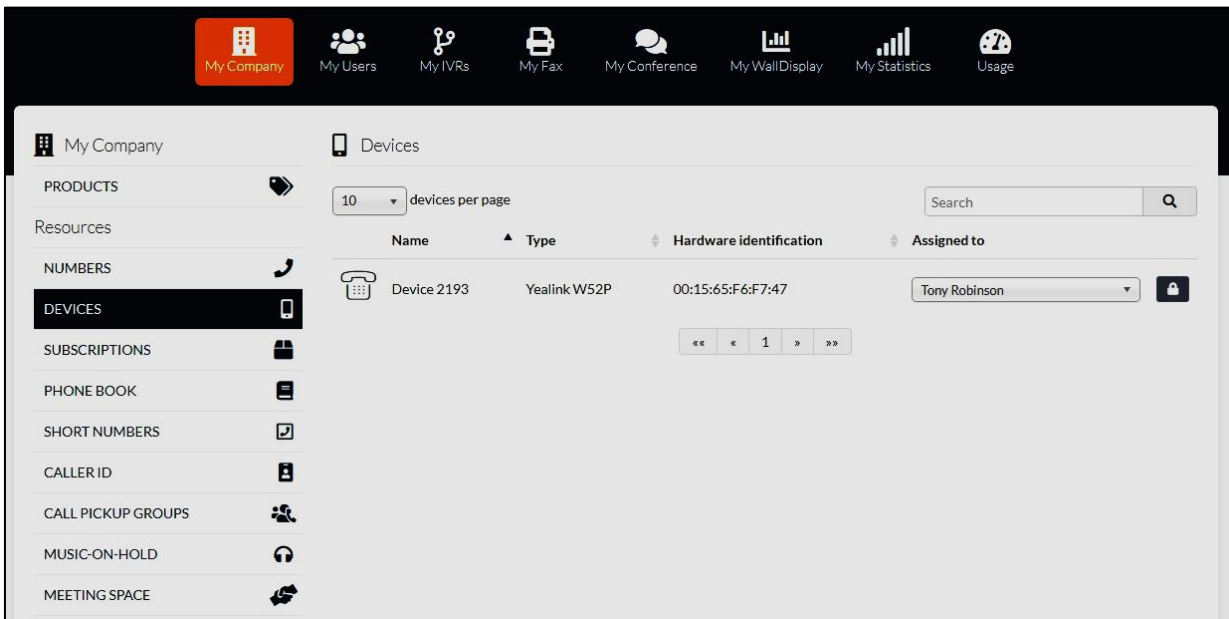 My Company My Users My IVRs My Fax My Conference My WallDisplay My Statistics Usage
My Company
PRODUCTS
Resources
NUMBERS
DEVICES
SUBSCRIPTIONS
PHONE BOOK
SHORT NUMBERS
CALLER ID
CALL PICKUP GROUPS
MUSIC-ON-HOLD
MEETING SPACE
Devices
10 devices per page Search
Name Type Hardware identification Assigned to
Device 2193 Yealink W52P 00:15:65:F6:F7:47 Tony Robinson
«« « 1 » »»